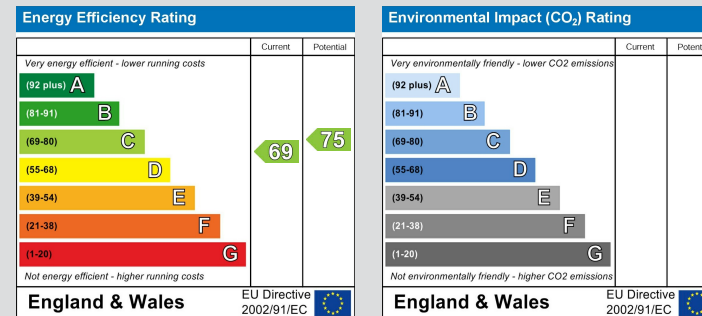 Energy Efficiency Rating
Current Potential
Very energy efficient - lower running costs
(92 plus) A
(81-91) B
(69-80) C
(55-68) D
(39-54) E
(21-38) F
(1-20) G
69
75
Not energy efficient - higher running costs
England & Wales
EU Directive
2002/91/EC
Environmental Impact (CO₂) Rating
Current Potent
Very environmentally friendly - lower CO2 emissions
(92 plus) A
(81-91) B
(69-80) C
(55-68) D
(39-54) E
(21-38) F
(1-20) G
Not environmentally friendly - higher CO2 emissions
England & Wales
EU Directive
2002/91/EC